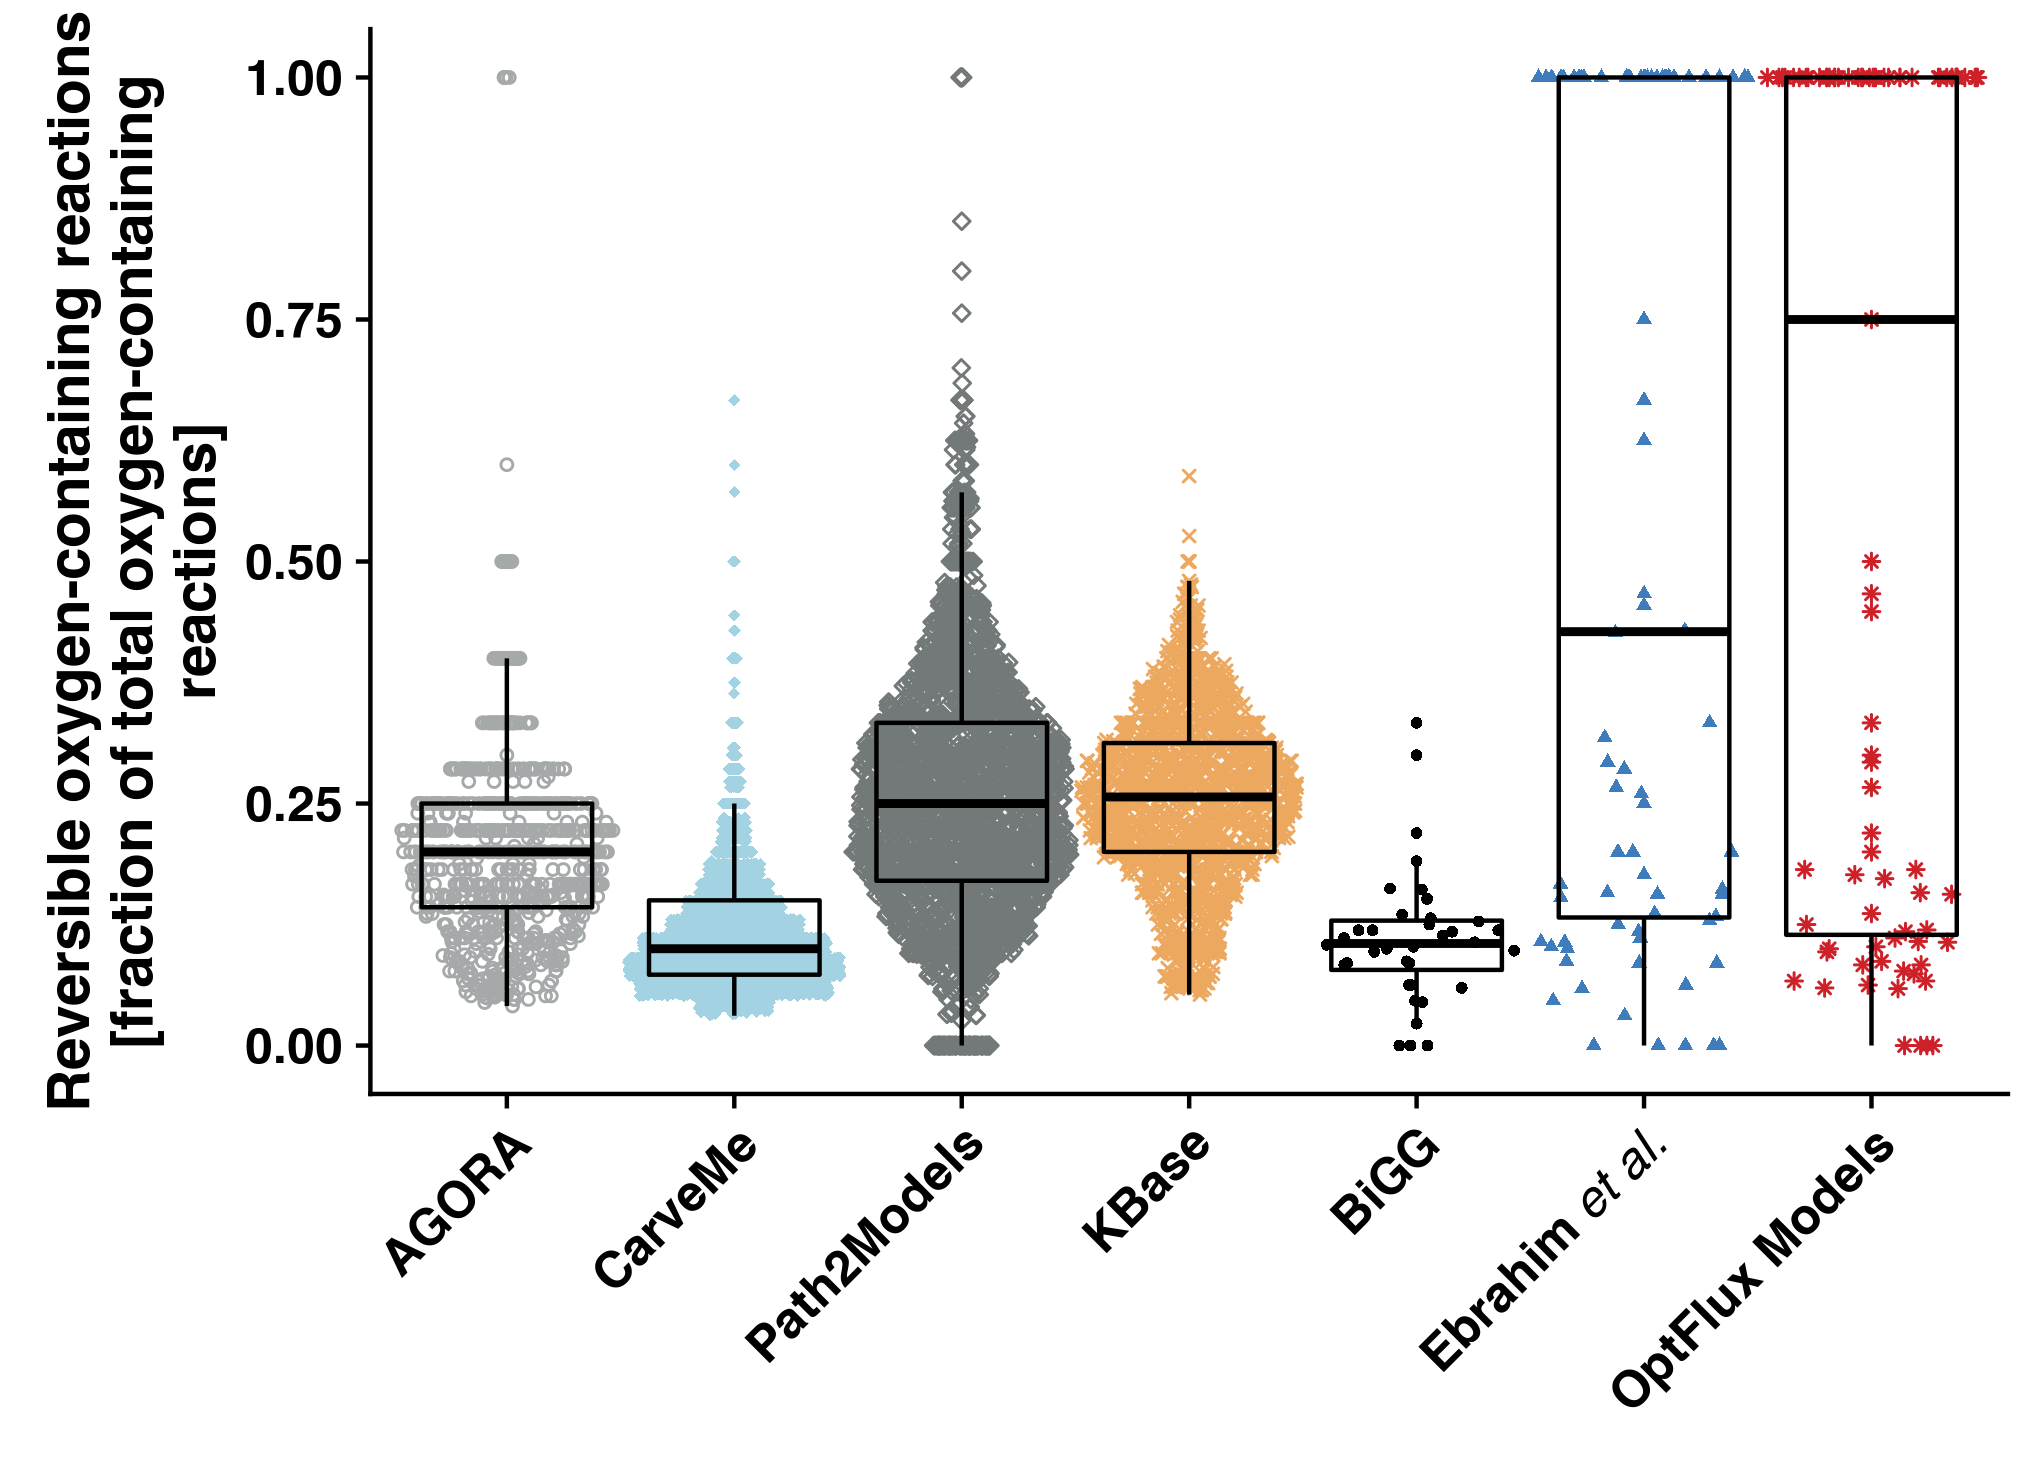 Reversible oxygen-containing reactions
[fraction of total oxygen-containing
reactions]
1.00
0.75
0.50
0.25
0.00
AGORA
CarveMe
Path2Models
KBase
BiGG
Ebrahim et al.
OptFlux Models